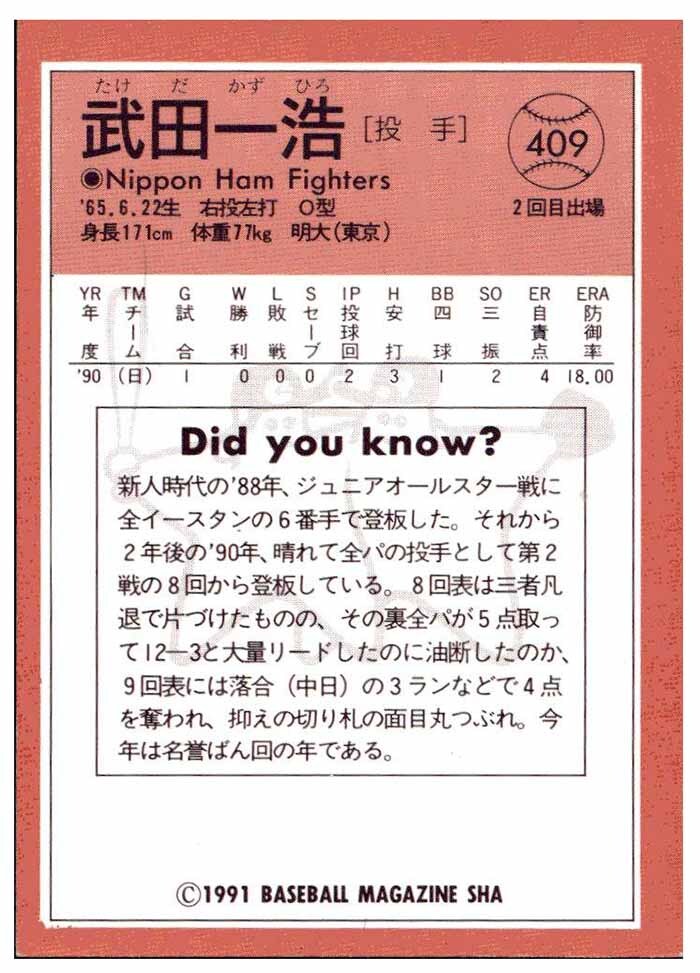 たけ だ かず ひろ
武田一浩 [投 手] 409
◉Nippon Ham Fighters
'65.6.22生 右投左打 O型 2回目出場
身長171cm 体重77kg 明大(東京)
YR TM G W L S IP H BB SO ER ERA
年度 チーム 試合 勝利 敗戦 セーブ 投球回 安打 四球 三振 自責点 防御率
'90 (日) 1 0 0 0 2 3 1 2 4 18.00
Did you know?
新人時代の'88年、ジュニアオールスター戦に
全イースタンの6番手で登板した。それから
2年後の'90年、晴れて全パの投手として第2
戦の8回から登板している。8回表は三者凡
退で片づけたものの、その裏全パが5点取っ
て12―3と大量リードしたのに油断したのか、
9回表には落合(中日)の3ランなどで4点
を奪われ、抑えの切り札の面目丸つぶれ。今
年は名誉ばん回の年である。
©1991 BASEBALL MAGAZINE SHA